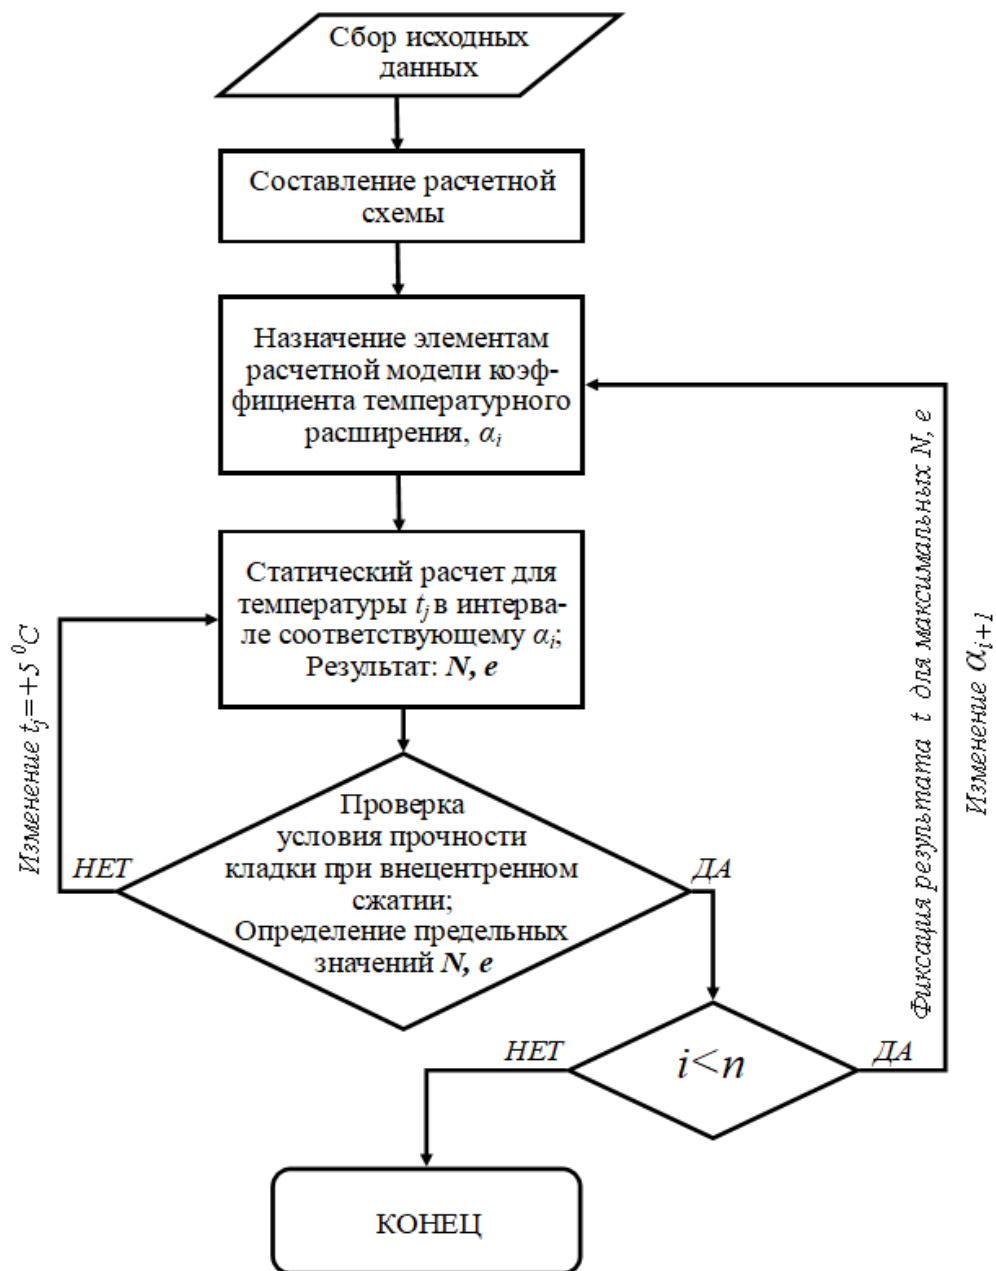 Сбор исходных
данных
Составление расчетной
схемы
Назначение элементам
расчетной модели коэф-
фициента температурного
расширения, αᵢ
Статический расчет для
температуры tⱼ в интерва-
ле соответствующему αᵢ;
Результат: N, e
Изменение tⱼ=+5 ⁰C
Проверка
условия прочности
кладки при внецентренном
сжатии;
Определение предельных
значений N, e
НЕТ
ДА
Фиксация результата t для максимальных N, e
Изменение αᵢ₊₁
i<n
НЕТ
ДА
КОНЕЦ